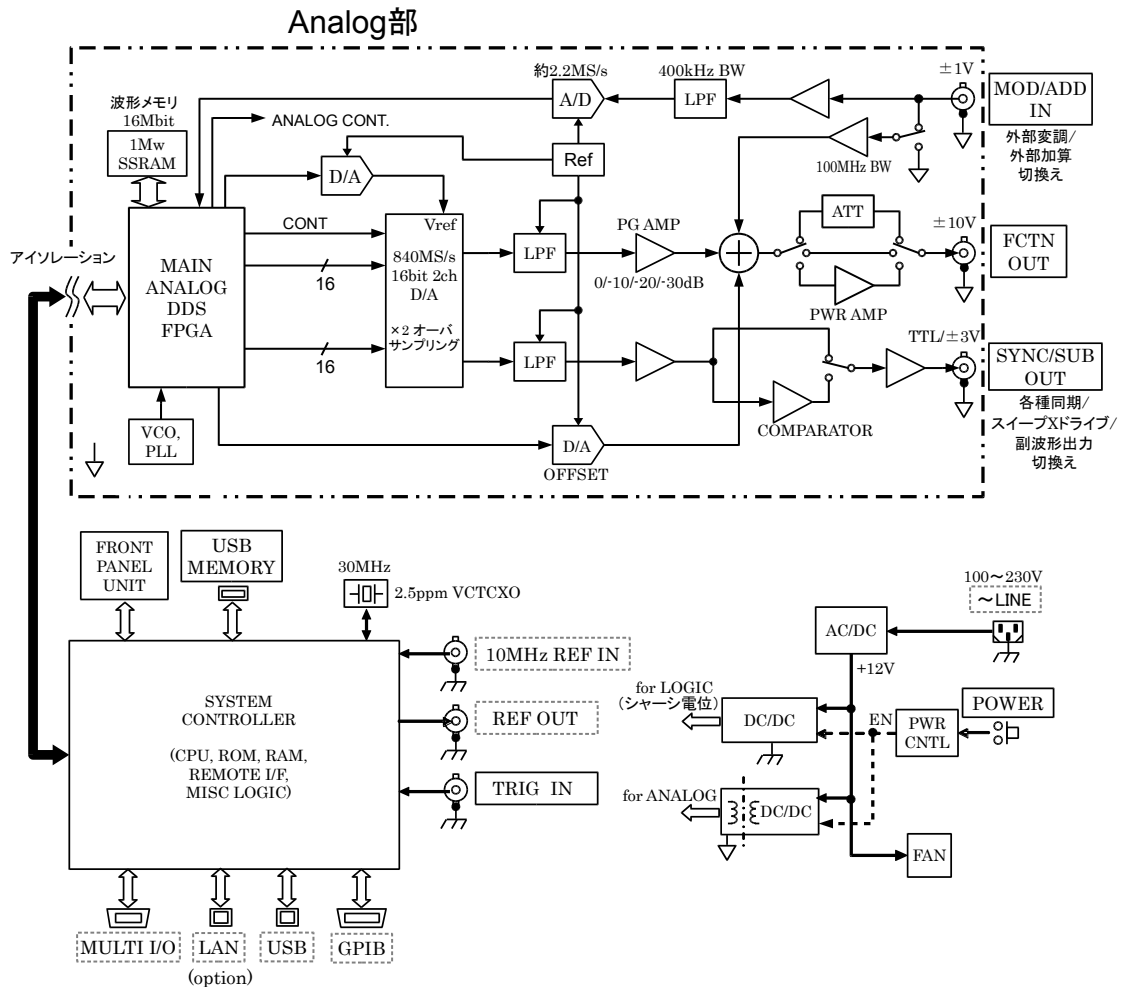 Analog部
波形メモリ
16Mbit
1Mw
SSRAM
ANALOG CONT.
約2.2MS/s
A/D
400kHz BW
LPF
±1V
MOD/ADD
IN
外部変調/
外部加算
切換え
100MHz BW
Ref
D/A
アイソレーション
MAIN
ANALOG
DDS
FPGA
CONT
16
16
Vref
840MS/s
16bit 2ch
D/A
×2 オーバ
サンプリング
LPF
PG AMP
0/-10/-20/-30dB
ATT
PWR AMP
±10V
FCTN
OUT
LPF
COMPARATOR
TTL/±3V
SYNC/SUB
OUT
各種同期/
スイープXドライブ/
副波形出力
切換え
VCO,
PLL
D/A
OFFSET
FRONT
PANEL
UNIT
USB
MEMORY
30MHz
2.5ppm VCTCXO
SYSTEM
CONTROLLER
(CPU, ROM, RAM,
REMOTE I/F,
MISC LOGIC)
10MHz REF IN
REF OUT
TRIG IN
MULTI I/O
LAN
(option)
USB
GPIB
100～230V
～LINE
AC/DC
+12V
for LOGIC
(シャーシ電位)
DC/DC
EN
PWR
CNTL
POWER
for ANALOG
DC/DC
FAN